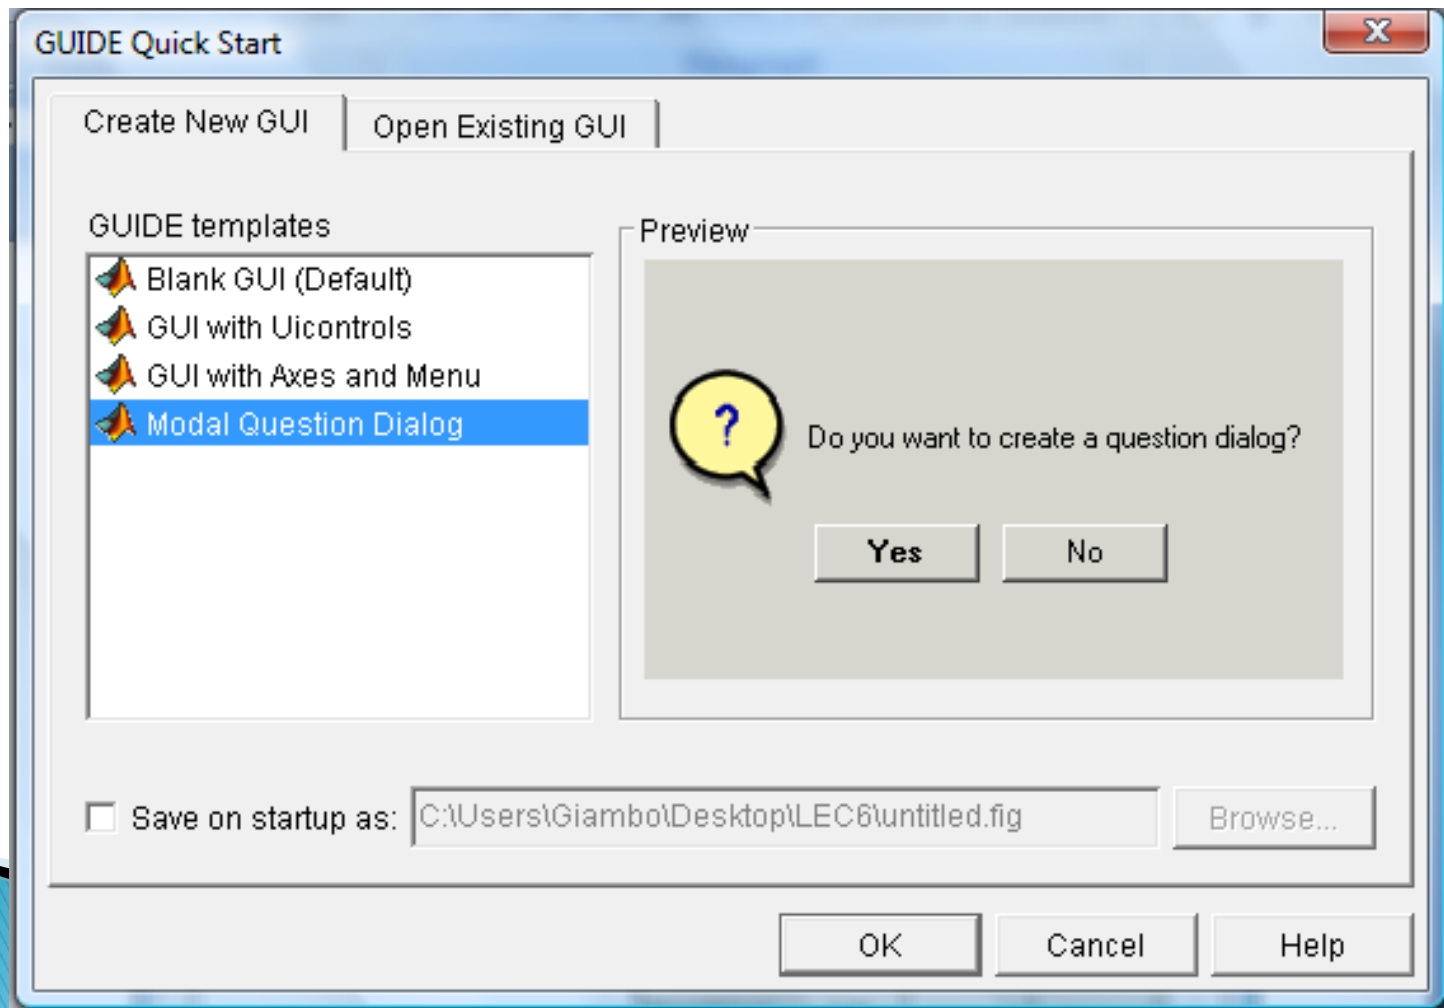 GUIDE Quick Start
X
Create New GUI
Open Existing GUI
GUIDE templates
Blank GUI (Default)
GUI with Uicontrols
GUI with Axes and Menu
Modal Question Dialog
Preview
?
Do you want to create a question dialog?
Yes No
Save on startup as: C:\Users\Giambo\Desktop\LEC6\untitled.fig Browse...
OK Cancel Help